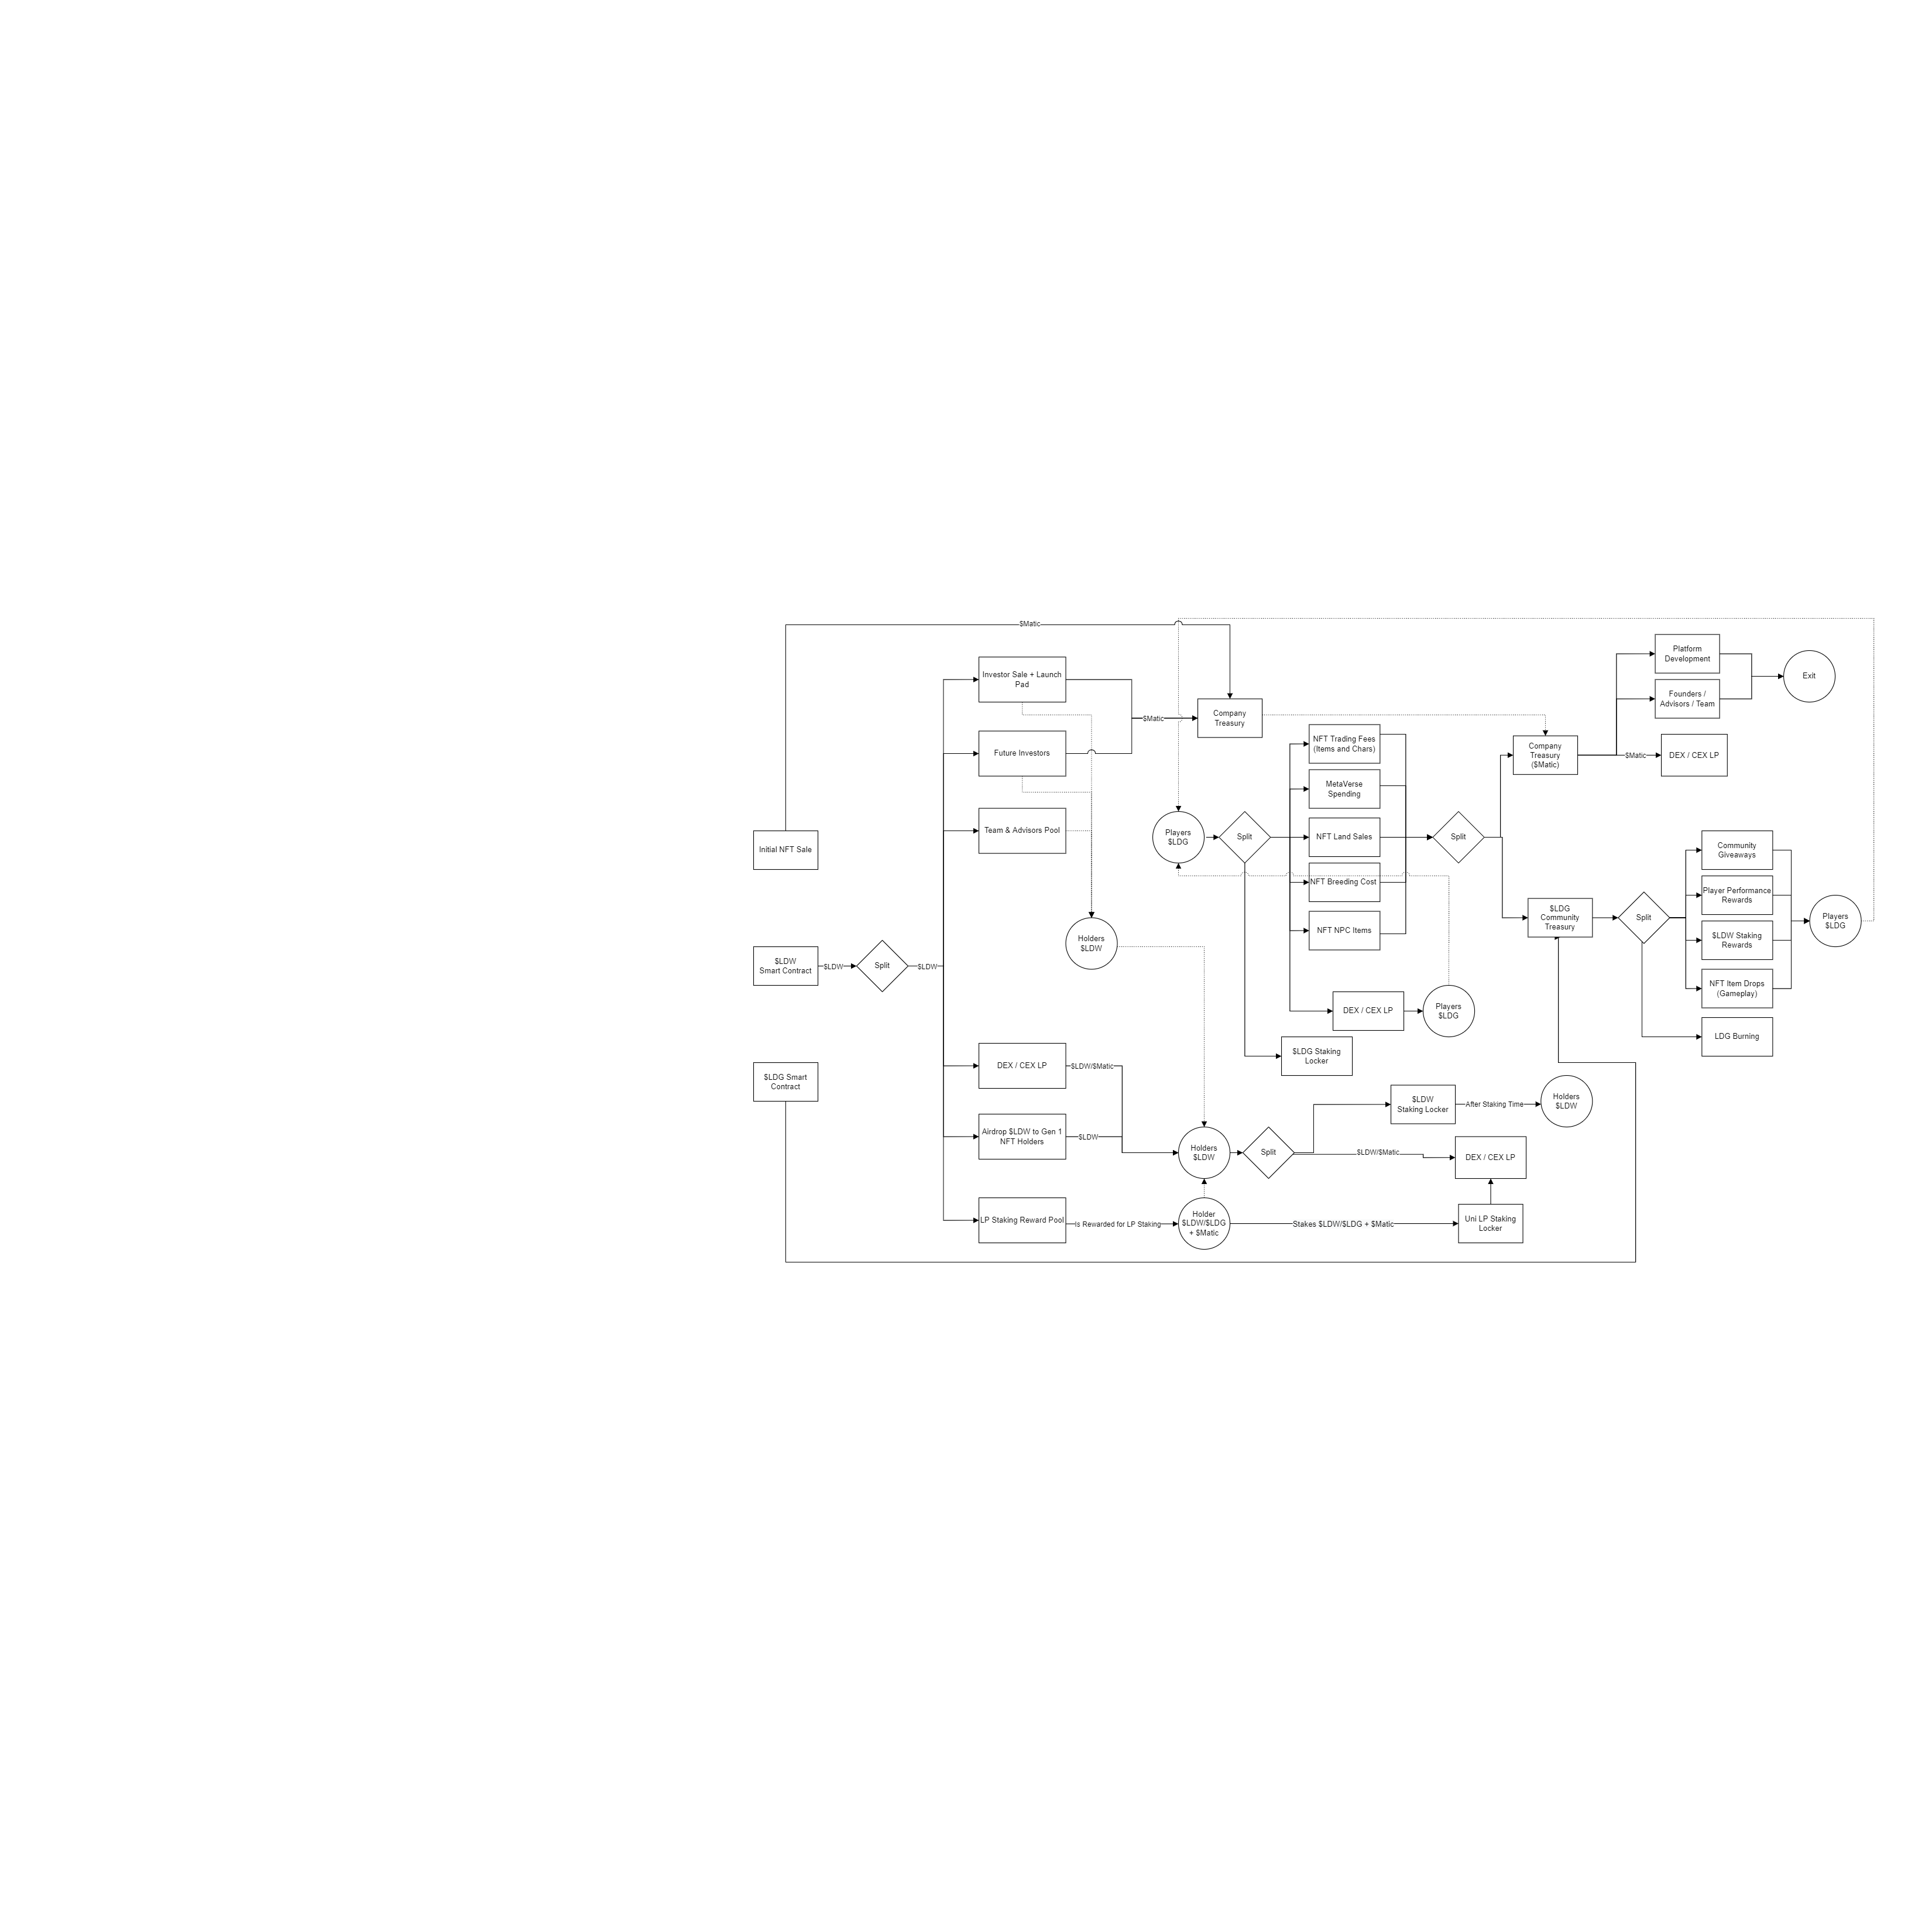 $Matic
Investor Sale + Launch
Pad
Future Investors
Team & Advisors Pool
Initial NFT Sale
$LDW
Smart Contract
$LDW
Split
$LDW
$LDG Smart
Contract
DEX / CEX LP
$LDW/$Matic
Airdrop $LDW to Gen 1
NFT Holders
$LDW
LP Staking Reward Pool
Is Rewarded for LP Staking
$Matic
Company
Treasury
Holders
$LDW
Players
$LDG
Split
NFT Trading Fees
(Items and Chars)
MetaVerse
Spending
NFT Land Sales
NFT Breeding Cost
NFT NPC Items
DEX / CEX LP
Players
$LDG
$LDG Staking
Locker
Split
Company
Treasury
($Matic)
Platform
Development
Founders /
Advisors / Team
Exit
$Matic
DEX / CEX LP
$LDG
Community
Treasury
Split
Community
Giveaways
Player Performance
Rewards
$LDW Staking
Rewards
NFT Item Drops
(Gameplay)
LDG Burning
Players
$LDG
Holders
$LDW
Split
$LDW
Staking Locker
After Staking Time
Holders
$LDW
$LDW/$Matic
DEX / CEX LP
Holder
$LDW/$LDG
+ $Matic
Stakes $LDW/$LDG + $Matic
Uni LP Staking
Locker